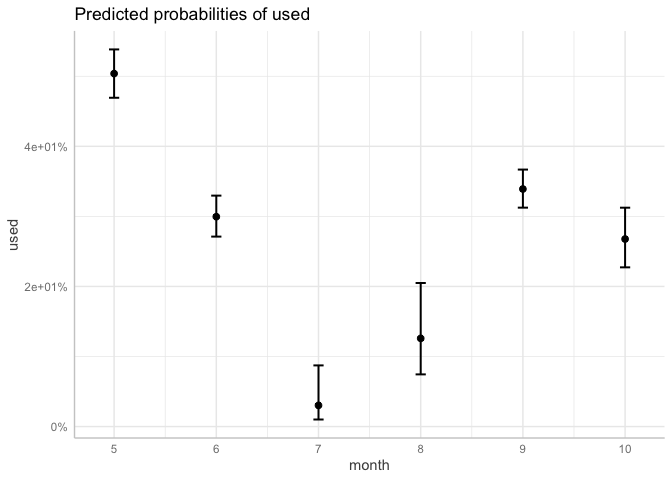 Predicted probabilities of used
used
4e+01%
2e+01%
0%
5 6 7 8 9 10
month